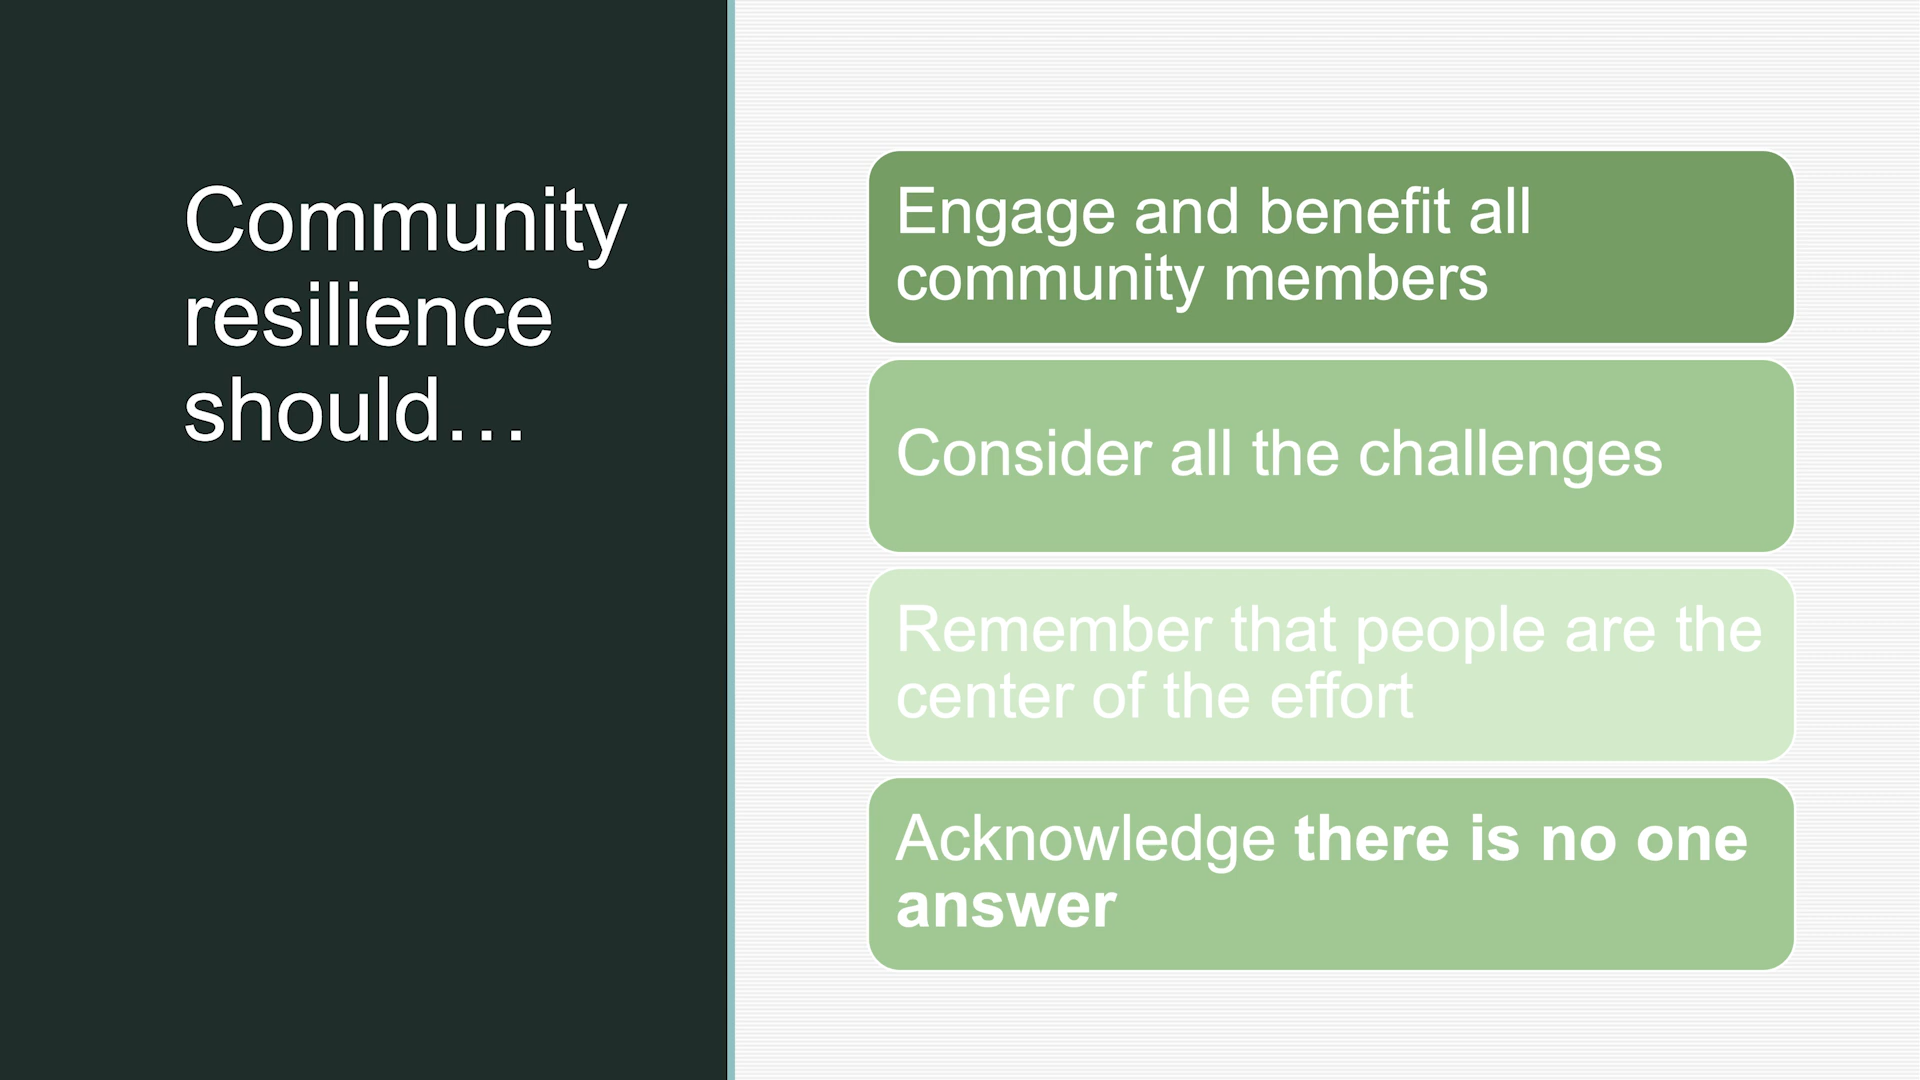 Community
resilience
should…
Engage and benefit all
community members
Consider all the challenges
Remember that people are the
center of the effort
Acknowledge there is no one
answer